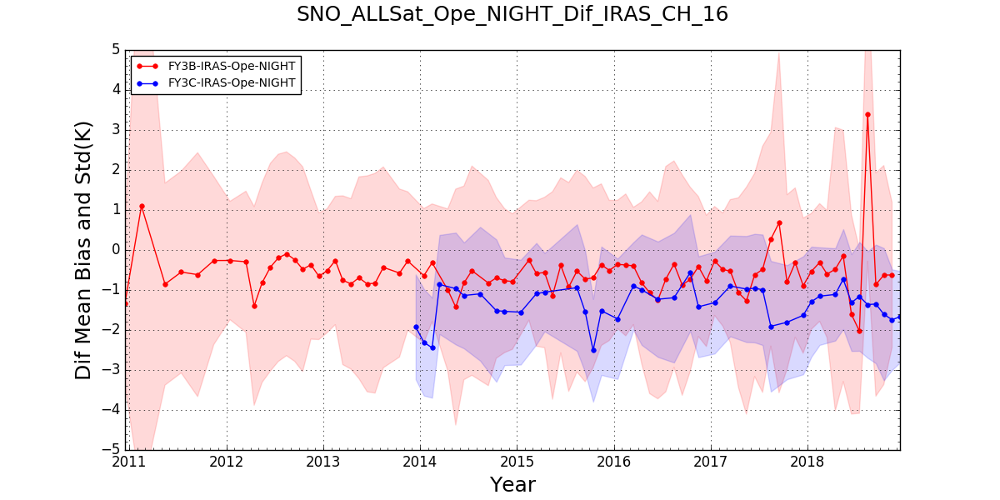 SNO_ALLSat_Ope_NIGHT_Dif_IRAS_CH_16
FY3B-IRAS-Ope-NIGHT
FY3C-IRAS-Ope-NIGHT
Dif Mean Bias and Std(K)
5
4
3
2
1
0
−1
−2
−3
−4
−5
2011 2012 2013 2014 2015 2016 2017 2018
Year